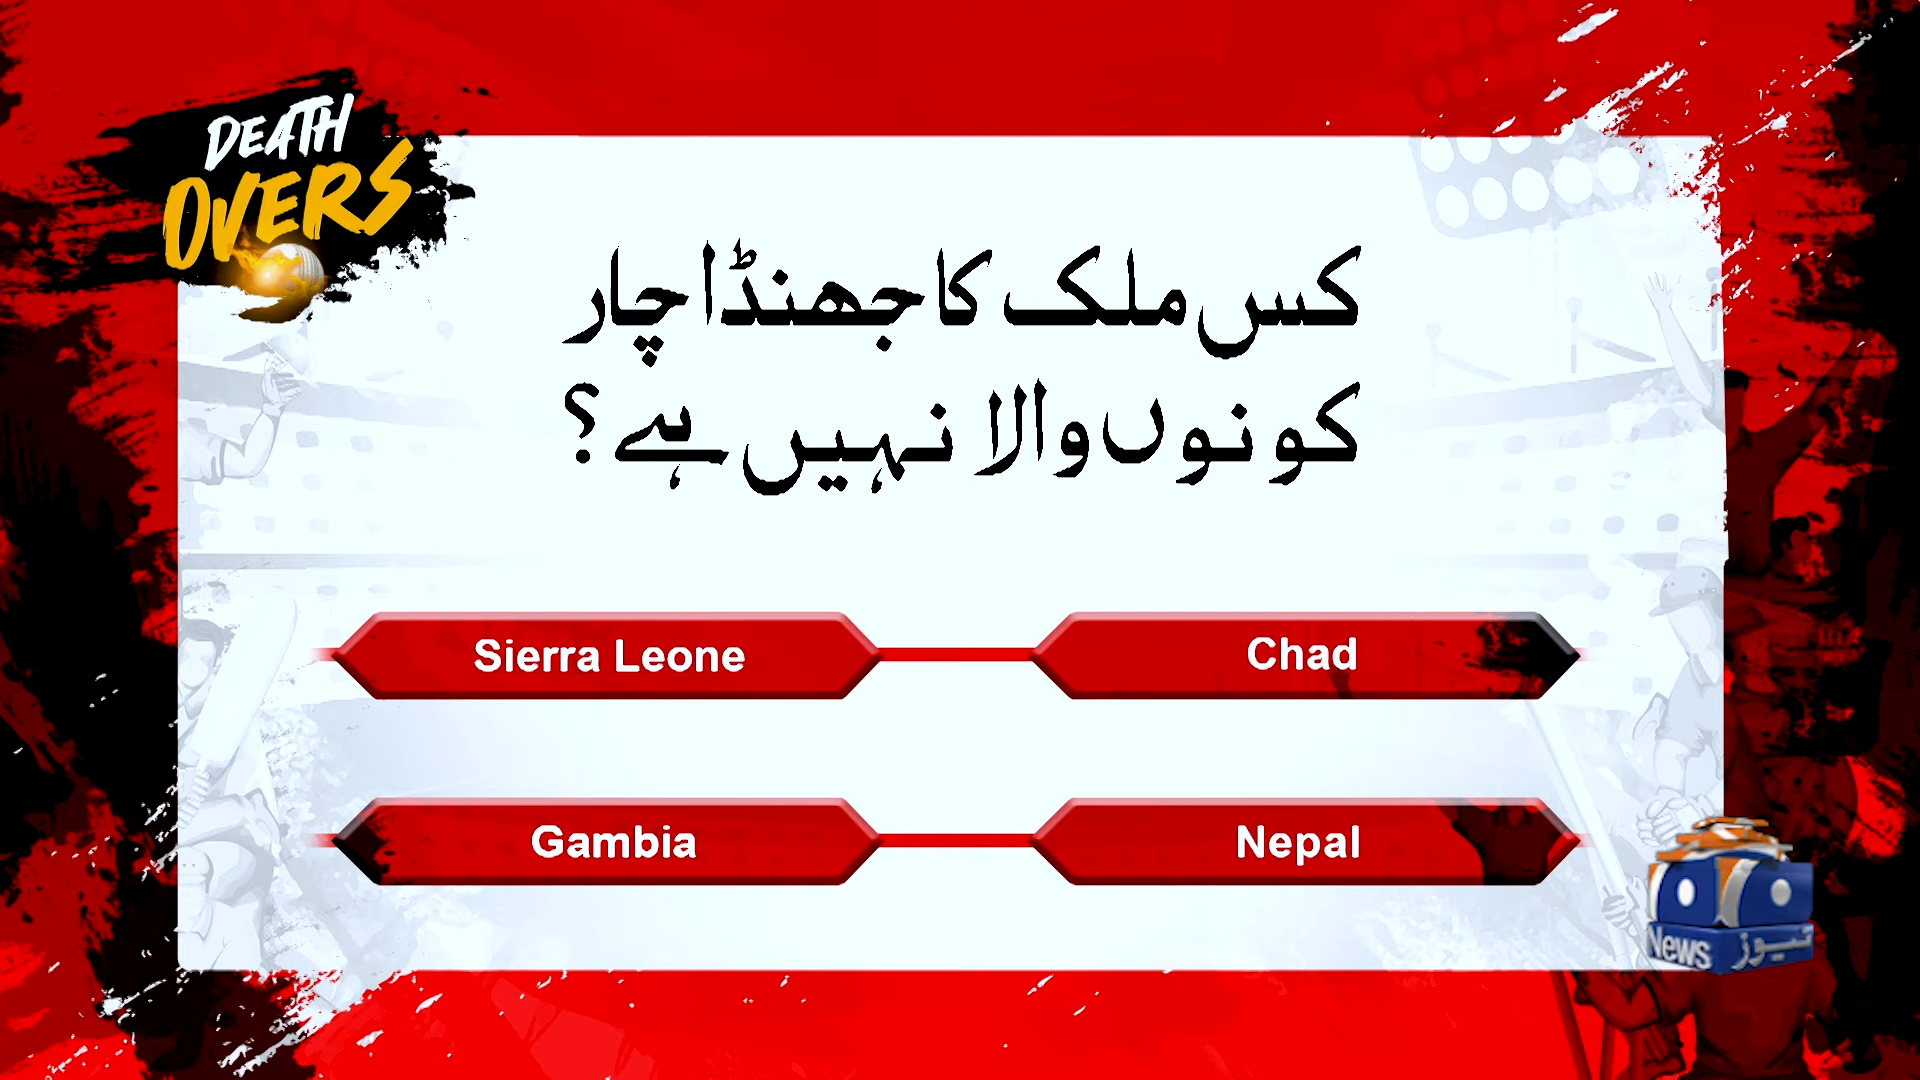 DEATH
OVERS
کس ملک کا جھنڈا چار
کونوں والا نہیں ہے؟
Sierra Leone
Chad
Gambia
Nepal
News نیوز